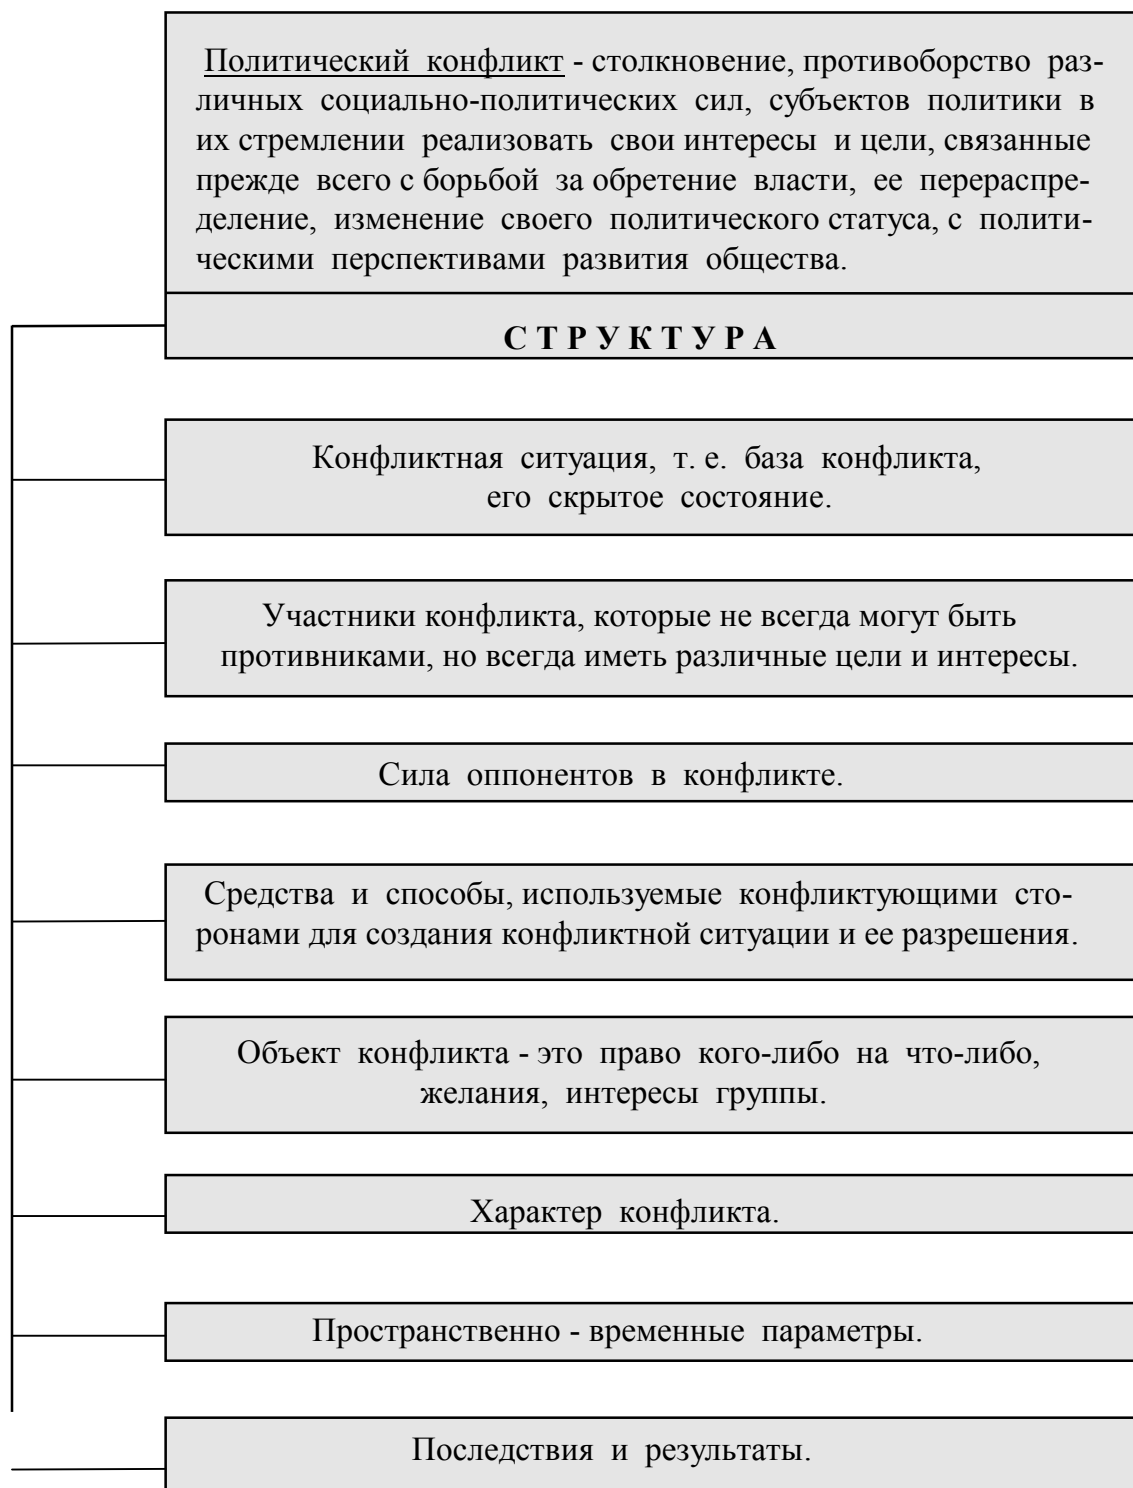 Политический конфликт - столкновение, противоборство раз-
личных социально-политических сил, субъектов политики в
их стремлении реализовать свои интересы и цели, связанные
прежде всего с борьбой за обретение власти, ее перераспре-
деление, изменение своего политического статуса, с полити-
ческими перспективами развития общества.
С Т Р У К Т У Р А
Конфликтная ситуация, т. е. база конфликта,
его скрытое состояние.
Участники конфликта, которые не всегда могут быть
противниками, но всегда иметь различные цели и интересы.
Сила оппонентов в конфликте.
Средства и способы, используемые конфликтующими сто-
ронами для создания конфликтной ситуации и ее разрешения.
Объект конфликта - это право кого-либо на что-либо,
желания, интересы группы.
Характер конфликта.
Пространственно - временные параметры.
Последствия и результаты.